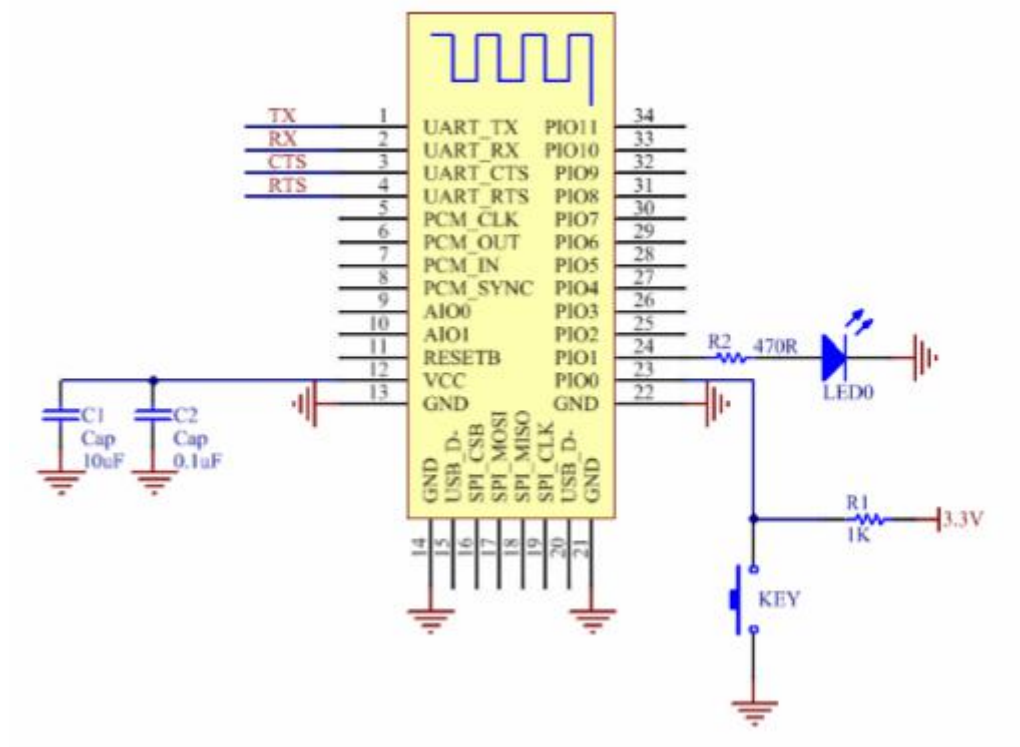 TX 1 UART_TX PIO11 34
RX 2 UART_RX PIO10 33
CTS 3 UART_CTS PIO9 32
RTS 4 UART_RTS PIO8 31
5 PCM_CLK PIO7 30
6 PCM_OUT PIO6 29
7 PCM_IN PIO5 28
8 PCM_SYNC PIO4 27
9 AIO0 PIO3 26
10 AIO1 PIO2 25
11 RESETB PIO1 24 R2 470R
12 VCC PIO0 23
LED0
13 GND GND 22
C1
Cap
10uF
C2
Cap
0.1uF
GND
USB_D-
SPI_CSB
SPI_MOSI
SPI_MISO
SPI_CLK
USB_D-
GND
14
15
16
17
18
19
20
21
R1
1K
3.3V
KEY